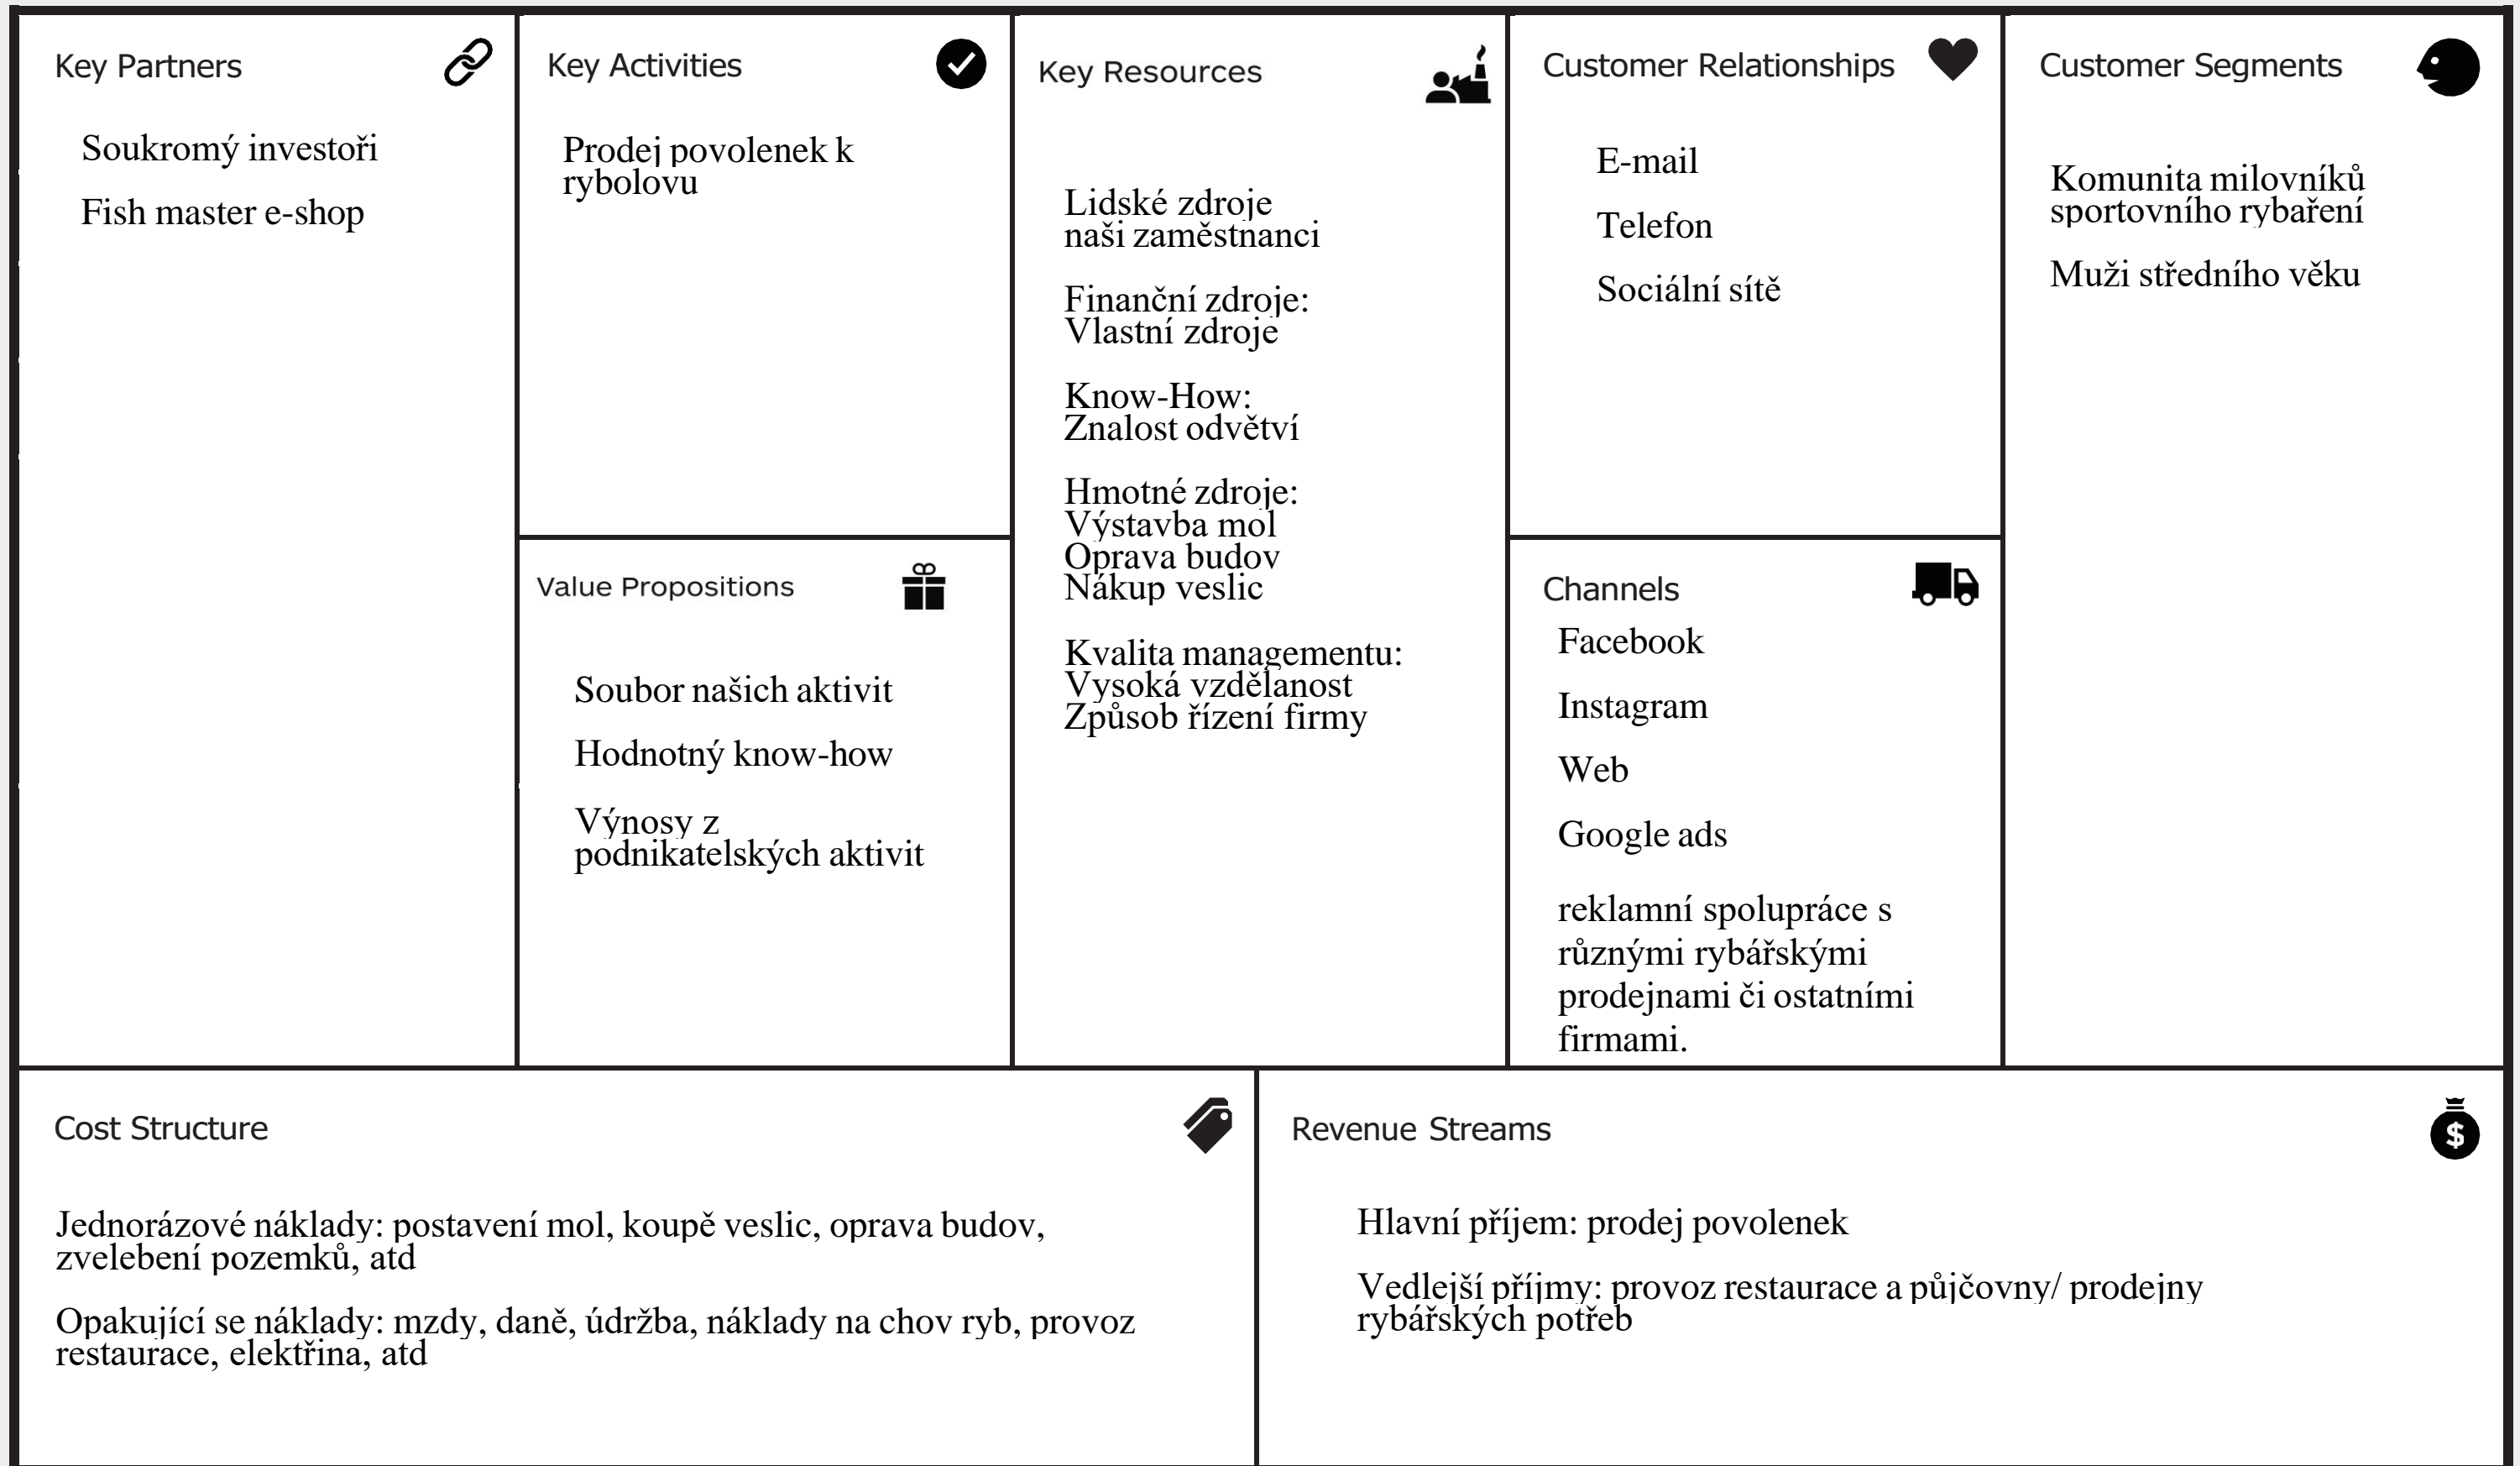 Key Partners
Soukromý investoři
Fish master e-shop
Key Activities
Prodej povolenek k
rybolovu
Value Propositions
Soubor našich aktivit
Hodnotný know-how
Výnosy z
podnikatelských aktivit
Key Resources
Lidské zdroje
naši zaměstnanci
Finanční zdroje:
Vlastní zdroje
Know-How:
Znalost odvětví
Hmotné zdroje:
Výstavba mol
Oprava budov
Nákup veslic
Kvalita managementu:
Vysoká vzdělanost
Způsob řízení firmy
Customer Relationships
E-mail
Telefon
Sociální sítě
Channels
Facebook
Instagram
Web
Google ads
reklamní spolupráce s
různými rybářskými
prodejnami či ostatními
firmami.
Customer Segments
Komunita milovníků
sportovního rybaření
Muži středního věku
Cost Structure
Jednorázové náklady: postavení mol, koupě veslic, oprava budov,
zvelebení pozemků, atd
Opakující se náklady: mzdy, daně, údržba, náklady na chov ryb, provoz
restaurace, elektřina, atd
Revenue Streams
$
Hlavní příjem: prodej povolenek
Vedlejší příjmy: provoz restaurace a půjčovny/ prodejny
rybářských potřeb